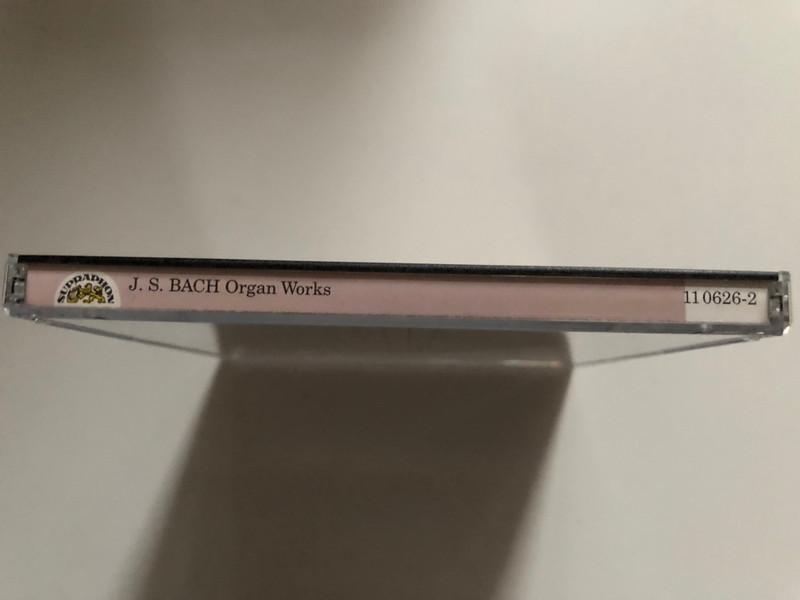 SUPRAPHON
J. S. BACH Organ Works
11 0626-2